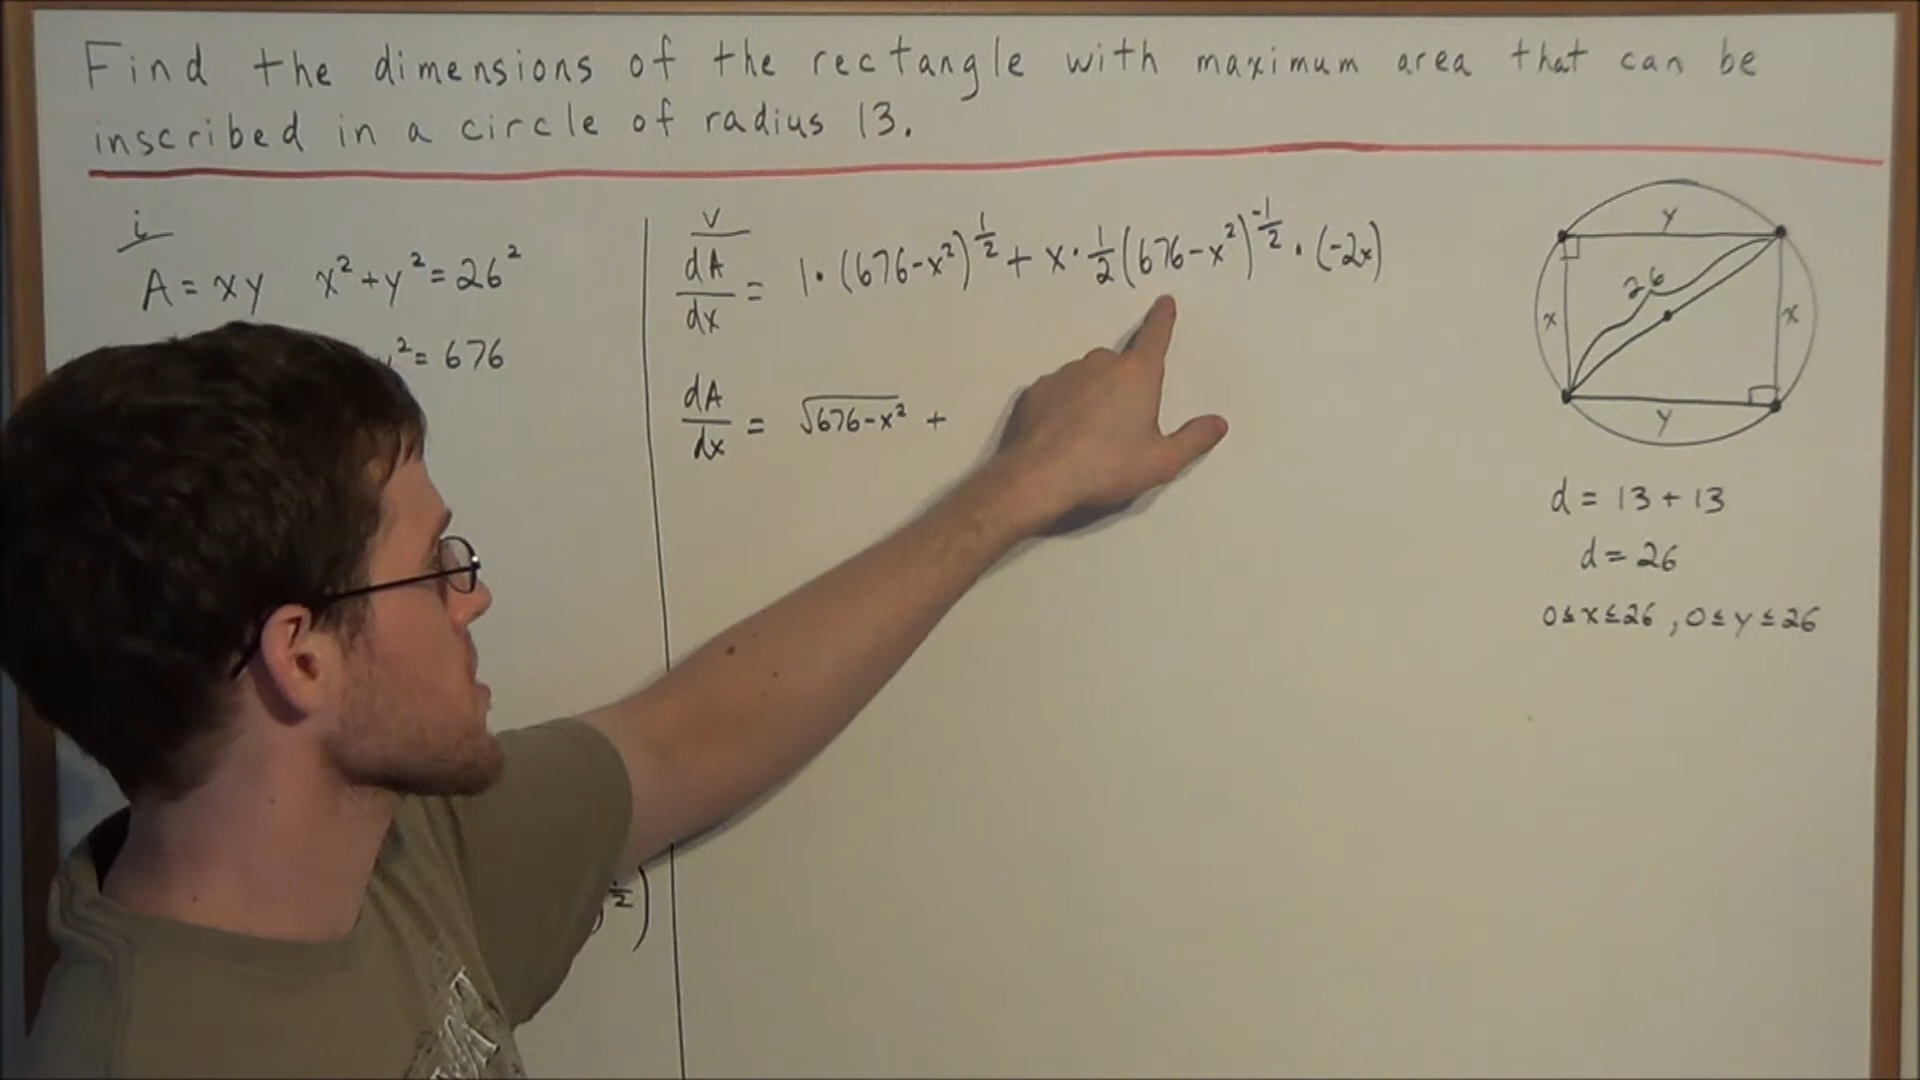 Find the dimensions of the rectangle with maximum area that can be
inscribed in a circle of radius 13.
i
A = xy x² + y² = 26²
y² = 676
½)
v
dA/dx = 1·(676-x²)^½ + x·½(676-x²)^-½·(-2x)
dA/dx = √676-x² +
y
x
26
x
y
d = 13 + 13
d = 26
0≤x≤26, 0≤y≤26